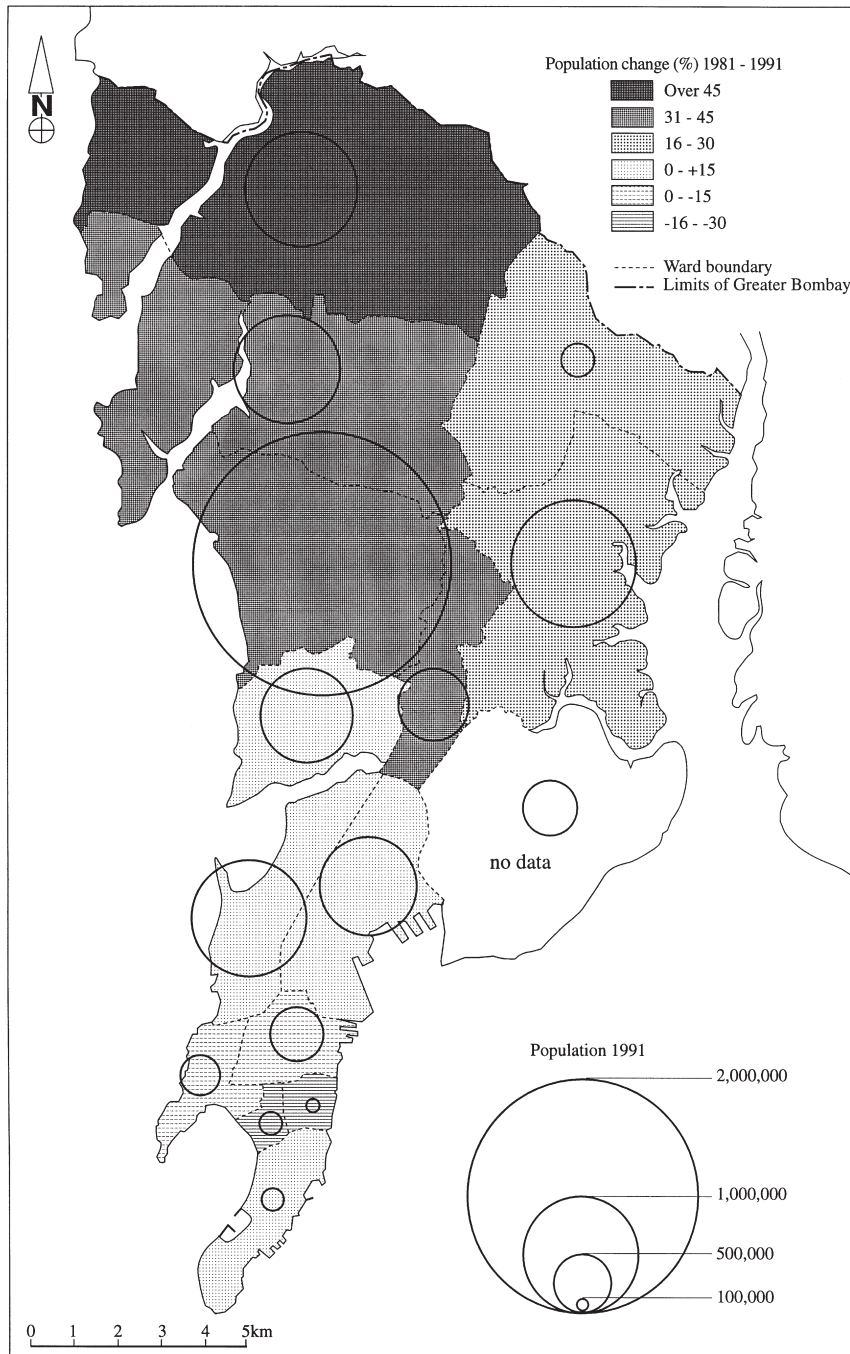 N
Population change (%) 1981 - 1991
Over 45
31 - 45
16 - 30
0 - +15
0 - -15
-16 - -30
Ward boundary
Limits of Greater Bombay
no data
Population 1991
2,000,000
1,000,000
500,000
100,000
0 1 2 3 4 5km